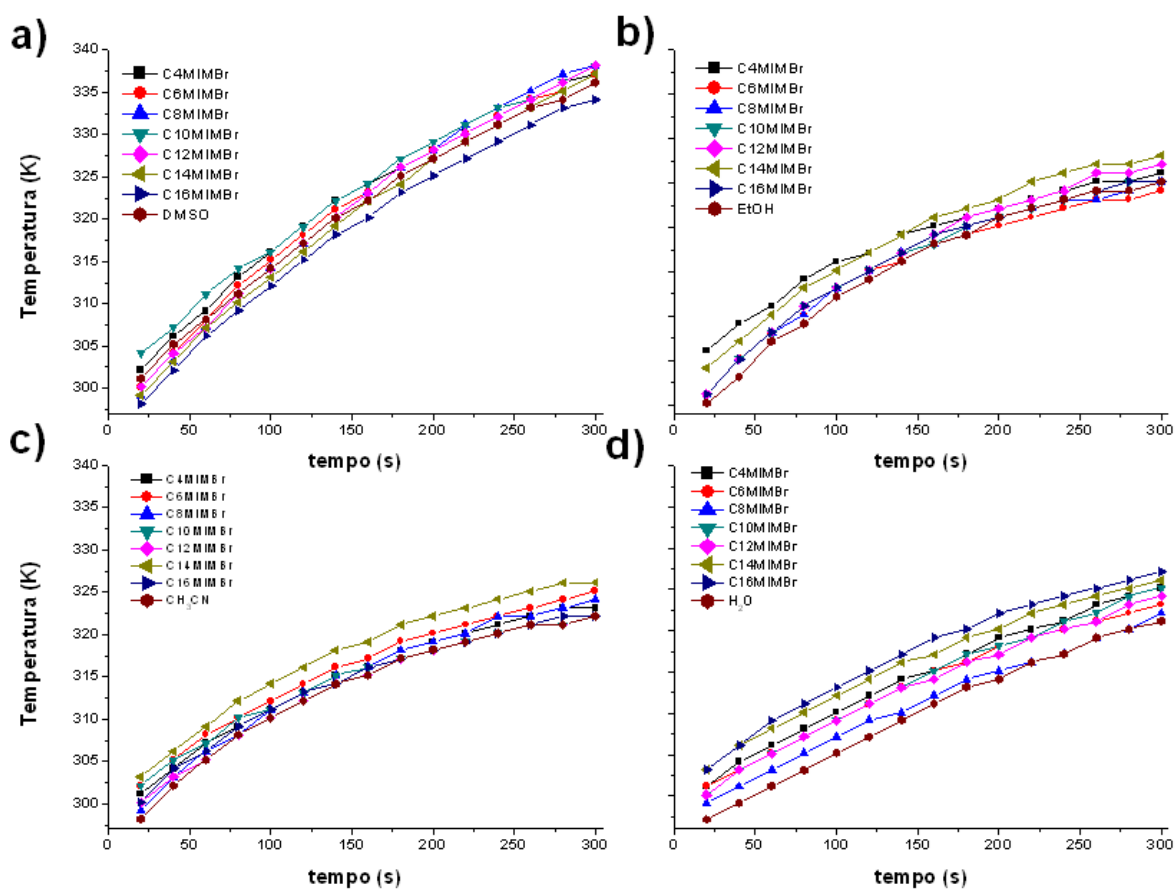 a)
Temperatura (K)
340
335
330
325
320
315
310
305
300
C4MIMBr
C6MIMBr
C8MIMBr
C10MIMBr
C12MIMBr
C14MIMBr
C16MIMBr
DMSO
0 50 100 150 200 250 300
tempo (s)
b)
C4MIMBr
C6MIMBr
C8MIMBr
C10MIMBr
C12MIMBr
C14MIMBr
C16MIMBr
EtOH
0 50 100 150 200 250 300
tempo (s)
c)
Temperatura (K)
340
335
330
325
320
315
310
305
300
C4MIMBr
C6MIMBr
C8MIMBr
C10MIMBr
C12MIMBr
C14MIMBr
C16MIMBr
CH₃CN
0 50 100 150 200 250 300
tempo (s)
d)
C4MIMBr
C6MIMBr
C8MIMBr
C10MIMBr
C12MIMBr
C14MIMBr
C16MIMBr
H₂O
0 50 100 150 200 250 300
tempo (s)